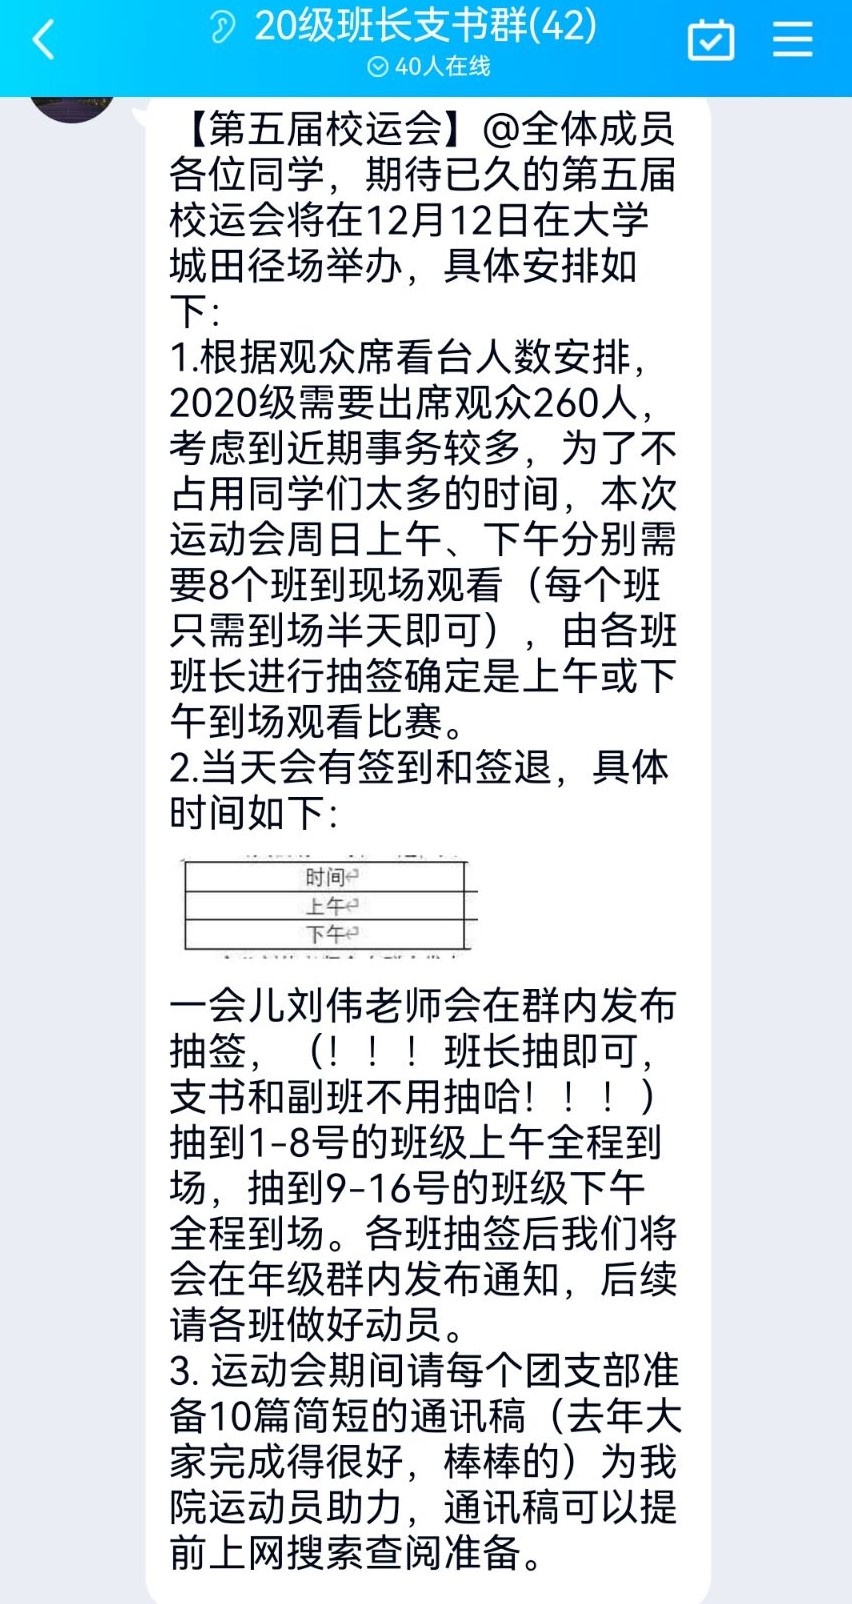 20级班长支书群(42)
40人在线
【第五届校运会】@全体成员
各位同学，期待已久的第五届
校运会将在12月12日在大学
城田径场举办，具体安排如
下：
1.根据观众席看台人数安排，
2020级需要出席观众260人，
考虑到近期事务较多，为了不
占用同学们太多的时间，本次
运动会周日上午、下午分别需
要8个班到现场观看（每个班
只需到场半天即可），由各班
班长进行抽签确定是上午或下
午到场观看比赛。
2.当天会有签到和签退，具体
时间如下：
时间
上午
下午
一会儿刘伟老师会在群内发布
抽签，（！！！班长抽即可，
支书和副班不用抽哈！！！）
抽到1-8号的班级上午全程到
场，抽到9-16号的班级下午
全程到场。各班抽签后我们将
会在年级群内发布通知，后续
请各班做好动员。
3. 运动会期间请每个团支部准
备10篇简短的通讯稿（去年大
家完成得很好，棒棒的）为我
院运动员助力，通讯稿可以提
前上网搜索查阅准备。